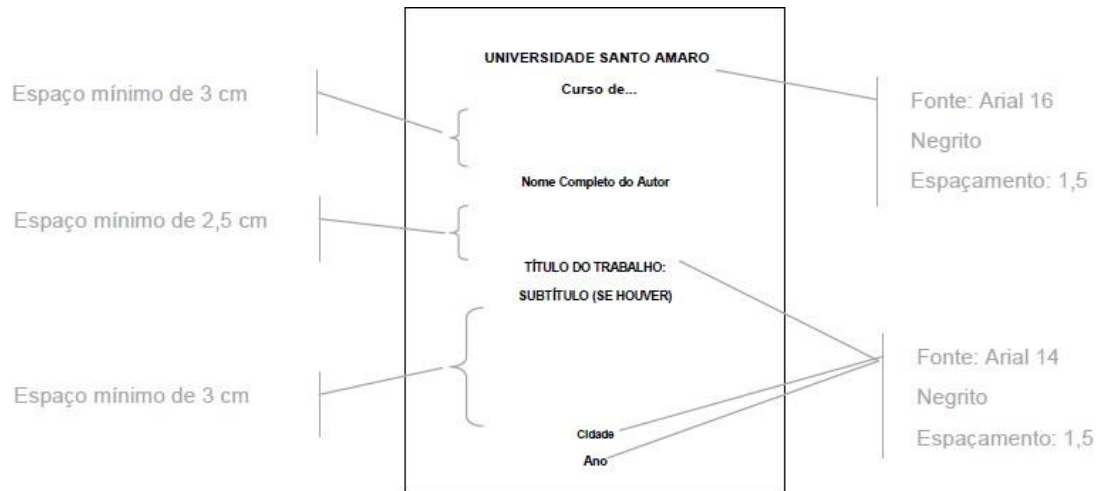 UNIVERSIDADE SANTO AMARO
Curso de...
Espaço mínimo de 3 cm
Fonte: Arial 16
Negrito
Espaçamento: 1,5
Nome Completo do Autor
Espaço mínimo de 2,5 cm
TÍTULO DO TRABALHO:
SUBTÍTULO (SE HOUVER)
Espaço mínimo de 3 cm
Fonte: Arial 14
Negrito
Espaçamento: 1,5
Cidade
Ano